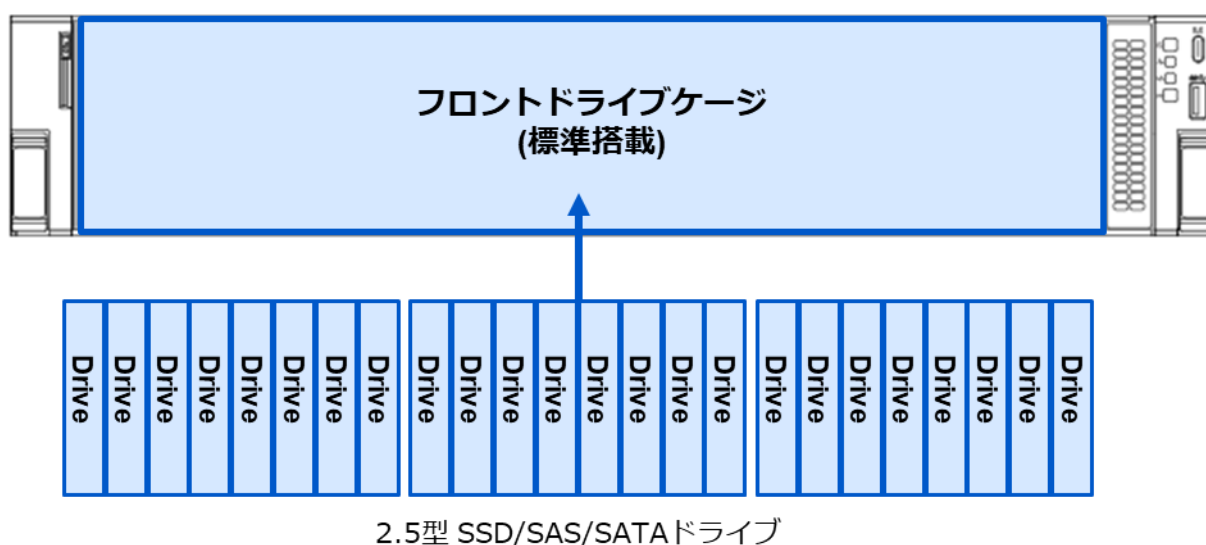 フロントドライブケージ
(標準搭載)
Drive Drive Drive Drive Drive Drive Drive Drive Drive Drive Drive Drive Drive Drive Drive Drive Drive Drive Drive Drive Drive Drive Drive Drive
2.5型 SSD/SAS/SATAドライブ